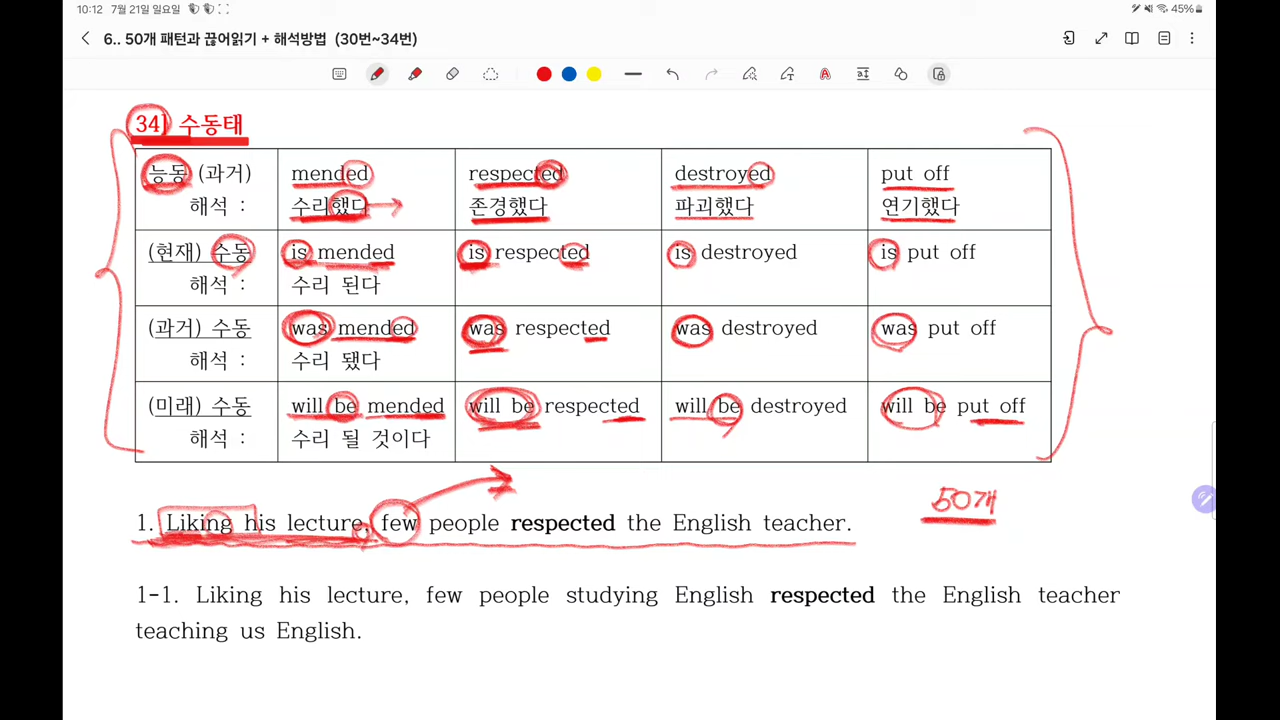 10:12 7월 21일 일요일 45%
6.. 50개 패턴과 끊어읽기 + 해석방법 (30번~34번)
34] 수동태
능동 (과거) mended respected destroyed put off
해석 : 수리했다 존경했다 파괴했다 연기했다
(현재) 수동 is mended is respected is destroyed is put off
해석 : 수리 된다
(과거) 수동 was mended was respected was destroyed was put off
해석 : 수리 됐다
(미래) 수동 will be mended will be respected will be destroyed will be put off
해석 : 수리 될 것이다
50개
1. Liking his lecture, few people respected the English teacher.
1-1. Liking his lecture, few people studying English respected the English teacher
teaching us English.